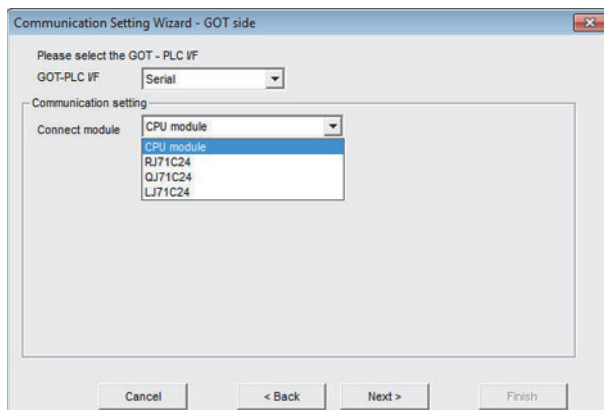 Communication Setting Wizard - GOT side
Please select the GOT - PLC I/F
GOT-PLC I/F Serial
Communication setting
Connect module CPU module
CPU module
RJ71C24
QJ71C24
LJ71C24
Cancel < Back Next > Finish